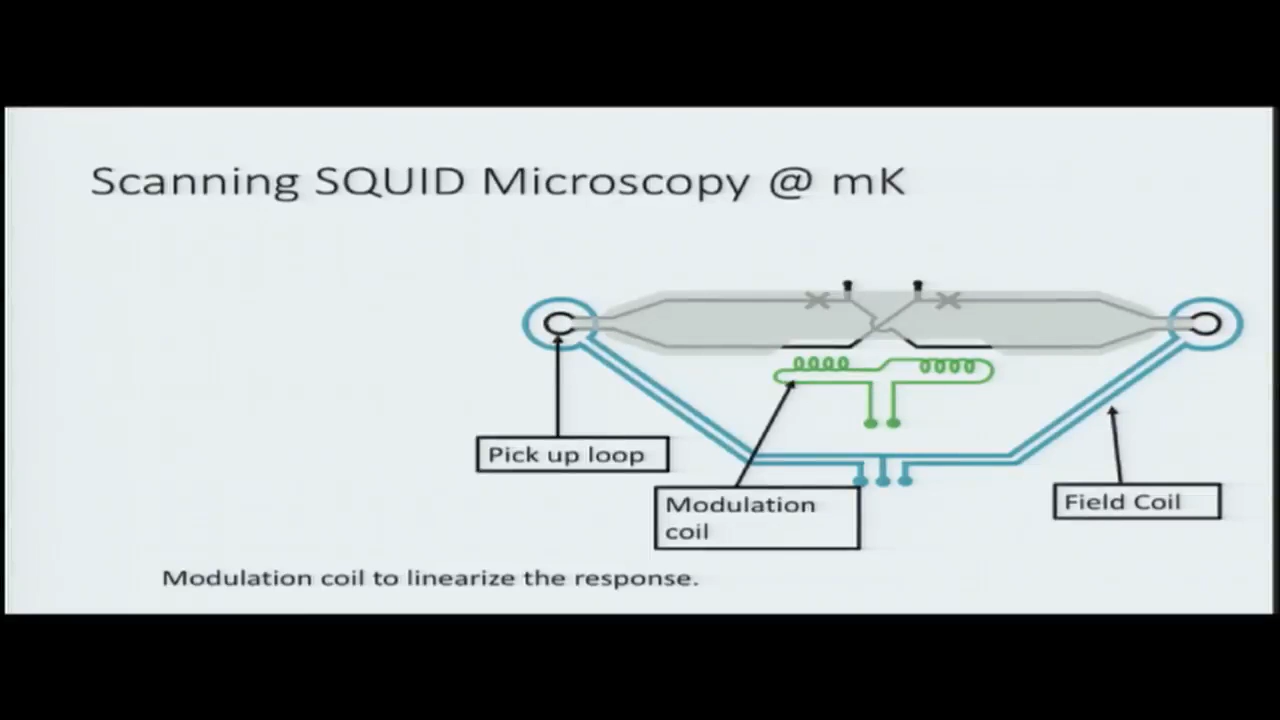 Scanning SQUID Microscopy @ mK
Pick up loop
Modulation
coil
Field Coil
Modulation coil to linearize the response.